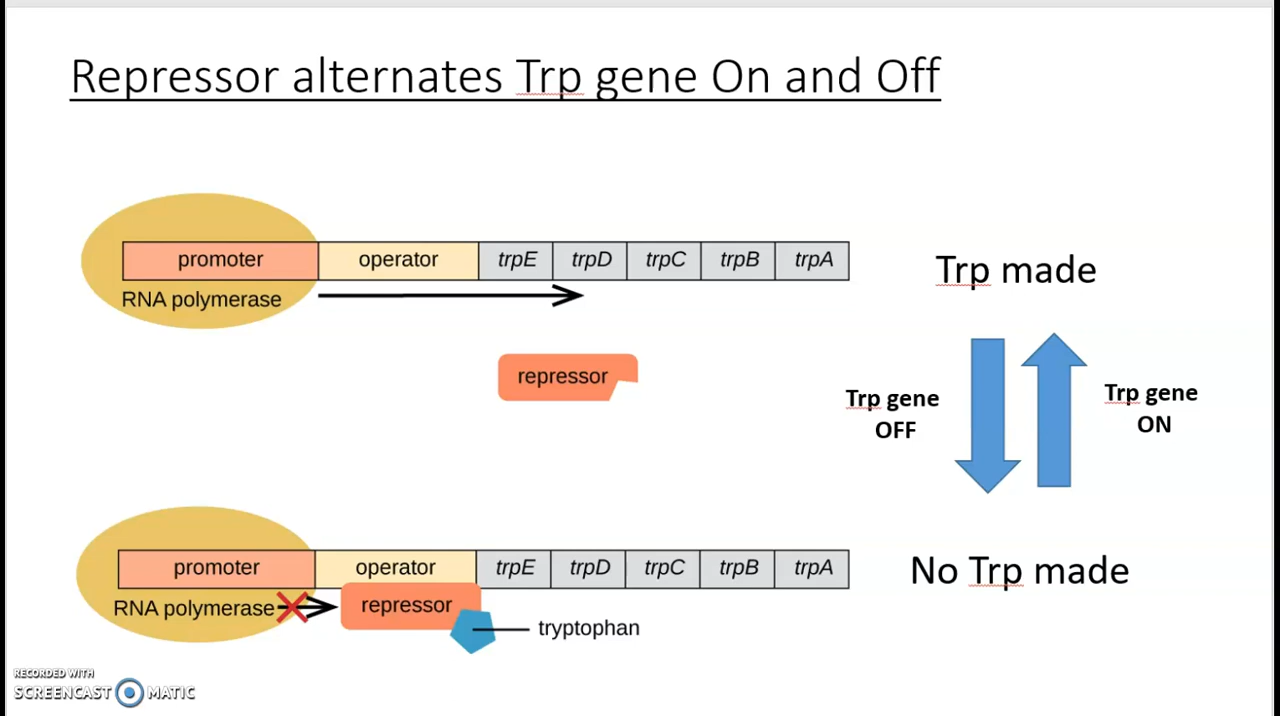 Repressor alternates Trp gene On and Off
promoter
operator
trpE
trpD
trpC
trpB
trpA
RNA polymerase
repressor
Trp made
Trp gene
OFF
Trp gene
ON
promoter
operator
trpE
trpD
trpC
trpB
trpA
RNA polymerase
repressor
tryptophan
No Trp made
RECORDED WITH
SCREENCAST MATIC